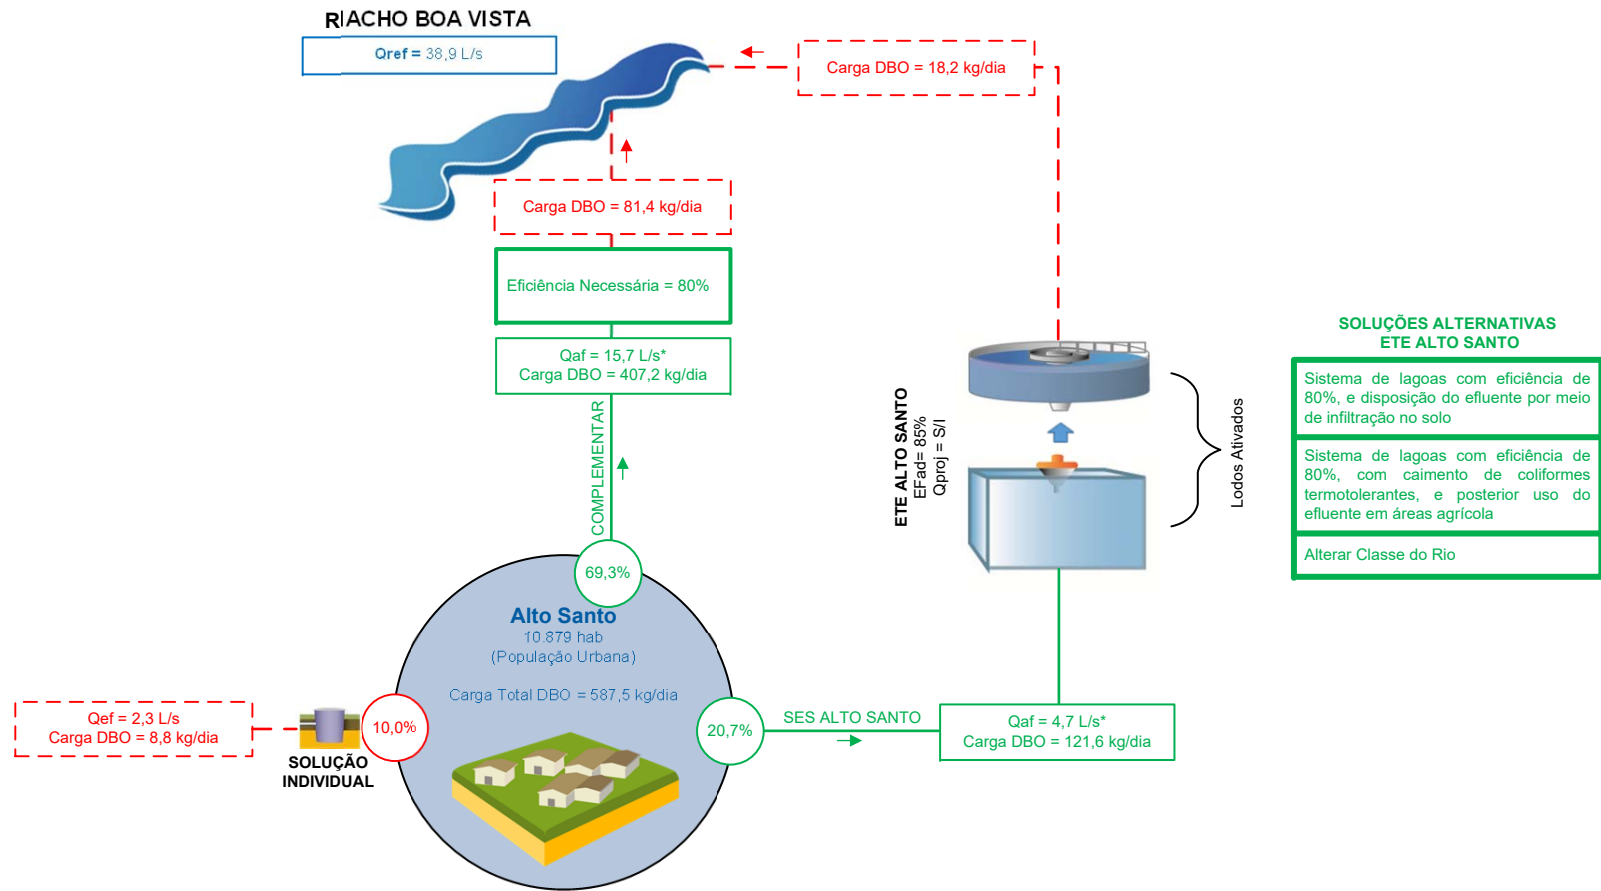 RIACHO BOA VISTA
Qref = 38,9 L/s
Carga DBO = 18,2 kg/dia
Carga DBO = 81,4 kg/dia
Eficiência Necessária = 80%
Qaf = 15,7 L/s*
Carga DBO = 407,2 kg/dia
COMPLEMENTAR
69,3%
Alto Santo
10.879 hab
(População Urbana)
Carga Total DBO = 587,5 kg/dia
10,0%
Qef = 2,3 L/s
Carga DBO = 8,8 kg/dia
SOLUÇÃO
INDIVIDUAL
20,7%
SES ALTO SANTO
Qaf = 4,7 L/s*
Carga DBO = 121,6 kg/dia
ETE ALTO SANTO
EFad= 85%
Qproj = S/I
Lodos Ativados
SOLUÇÕES ALTERNATIVAS
ETE ALTO SANTO
Sistema de lagoas com eficiência de
80%, e disposição do efluente por meio
de infiltração no solo
Sistema de lagoas com eficiência de
80%, com caimento de coliformes
termotolerantes, e posterior uso do
efluente em áreas agrícola
Alterar Classe do Rio